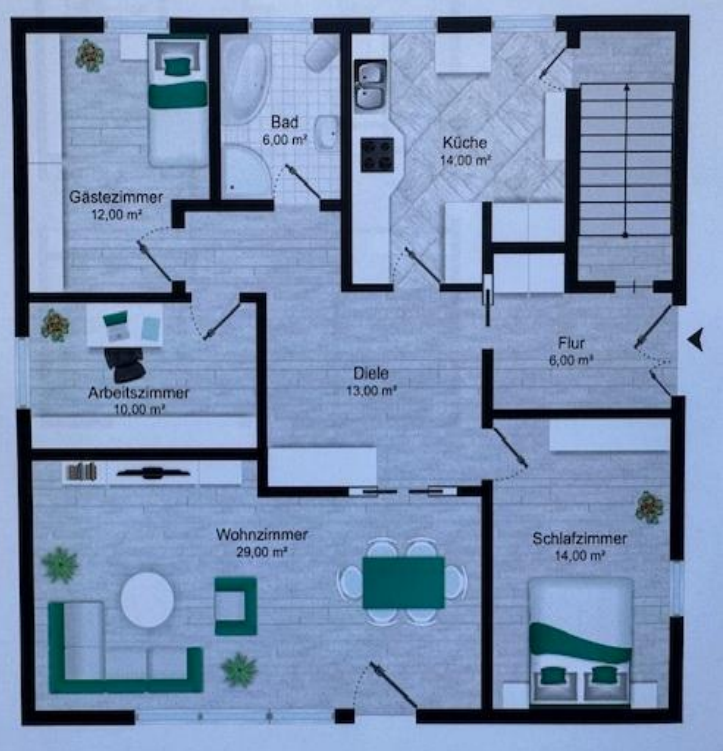 Bad
6,00 m²
Küche
14,00 m²
Gästezimmer
12,00 m²
Flur
6,00 m²
Diele
13,00 m²
Arbeitszimmer
10,00 m²
Wohnzimmer
29,00 m²
Schlafzimmer
14,00 m²